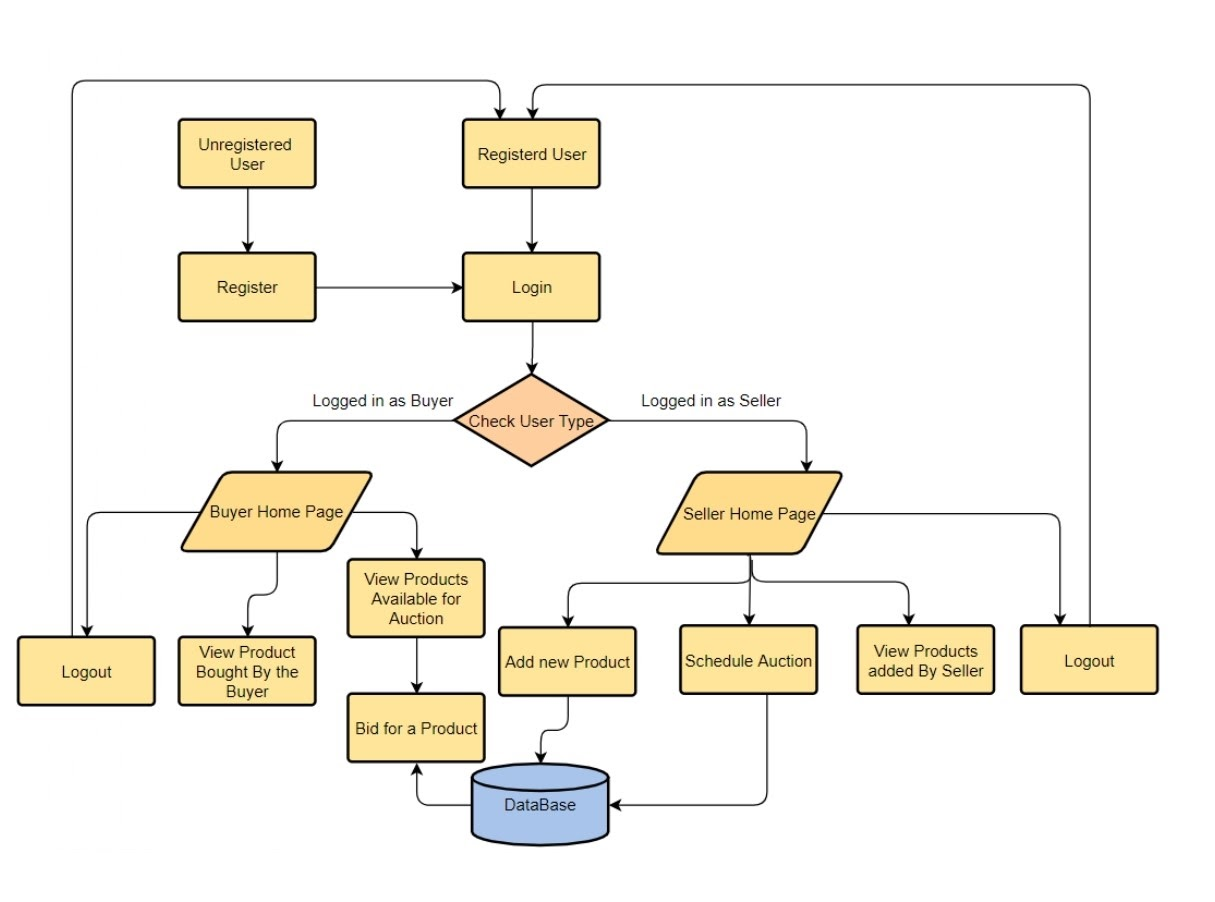 Unregistered
User
Registerd User
Register
Login
Logged in as Buyer
Logged in as Seller
Check User Type
Buyer Home Page
Seller Home Page
View Products
Available for
Auction
Logout
View Product
Bought By the
Buyer
Add new Product
Schedule Auction
View Products
added By Seller
Logout
Bid for a Product
DataBase